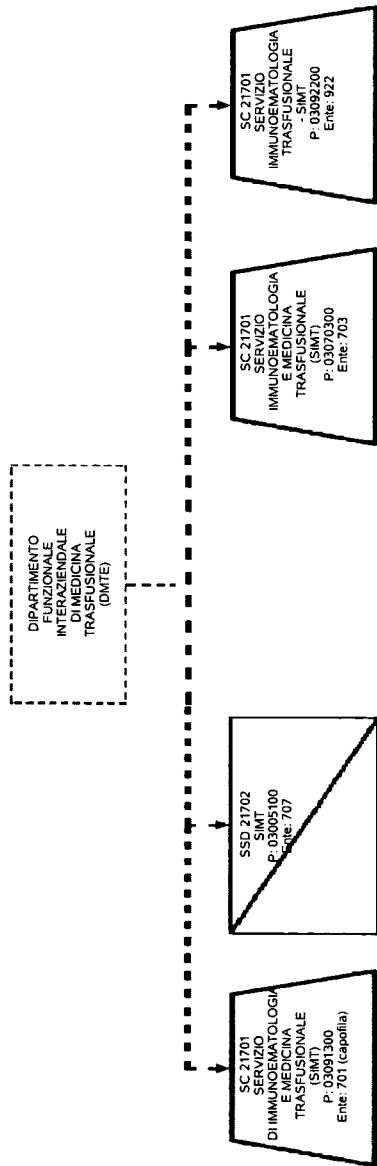 DIPARTIMENTO
FUNZIONALE
INTERAZIENDALE
DI MEDICINA
TRASFUSIONALE
(DMTE)
SC 21701
SERVIZIO
DI IMMUNOEMATOLOGIA
E MEDICINA
TRASFUSIONALE
(SIMT)
P: 03091300
Ente: 701 (capofila)
SSD 21702
SIMT
P: 03005100
Ente: 707
SC 21701
SERVIZIO
IMMUNOEMATOLOGIA
E MEDICINA
TRASFUSIONALE
(SIMT)
P: 03070300
Ente: 703
SC 21701
SERVIZIO
IMMUNOEMATOLOGIA
TRASFUSIONALE
- SIMT
P: 03092200
Ente: 922